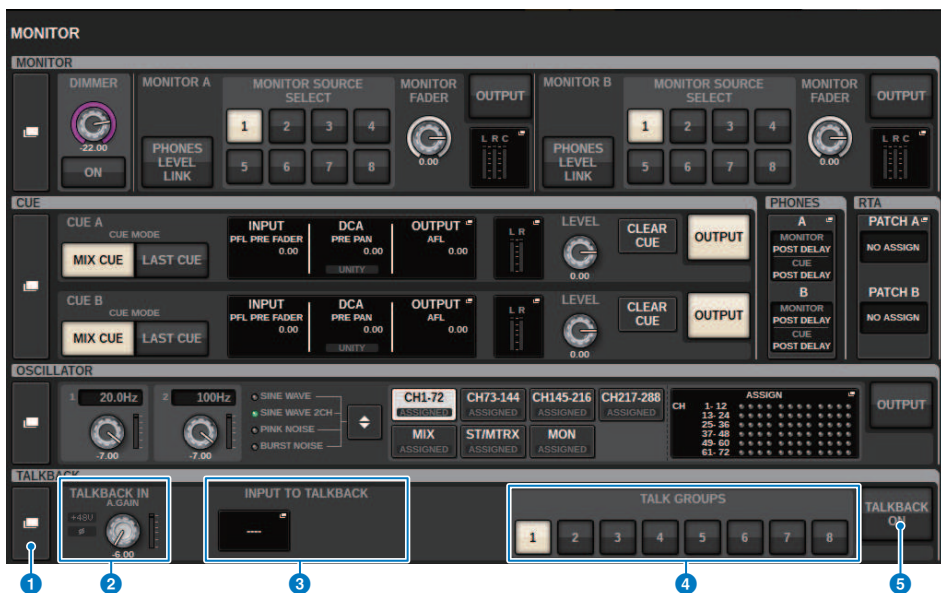 MONITOR
MONITOR
DIMMER
-22.00
ON
MONITOR A
PHONES
LEVEL
LINK
MONITOR SOURCE
SELECT
1 2 3 4
5 6 7 8
MONITOR
FADER
0.00
OUTPUT
L R C
MONITOR B
PHONES
LEVEL
LINK
MONITOR SOURCE
SELECT
1 2 3 4
5 6 7 8
MONITOR
FADER
0.00
OUTPUT
L R C
CUE
CUE A
CUE MODE
MIX CUE LAST CUE
INPUT
PFL PRE FADER
0.00
DCA
PRE PAN
0.00
UNITY
OUTPUT
AFL
0.00
L R
LEVEL
0.00
CLEAR
CUE
OUTPUT
CUE B
CUE MODE
MIX CUE LAST CUE
INPUT
PFL PRE FADER
0.00
DCA
PRE PAN
0.00
UNITY
OUTPUT
AFL
0.00
L R
LEVEL
0.00
CLEAR
CUE
OUTPUT
PHONES
A
MONITOR
POST DELAY
CUE
POST DELAY
B
MONITOR
POST DELAY
CUE
POST DELAY
RTA
PATCH A
NO ASSIGN
PATCH B
NO ASSIGN
OSCILLATOR
1 20.0Hz
-7.00
2 100Hz
-7.00
SINE WAVE
SINE WAVE 2CH
PINK NOISE
BURST NOISE
CH1-72 CH73-144 CH145-216 CH217-288
ASSIGNED ASSIGNED ASSIGNED ASSIGNED
MIX ST/MTRX MON
ASSIGNED ASSIGNED ASSIGNED
ASSIGN
CH 1- 12
13- 24
25- 36
37- 48
49- 60
61- 72
OUTPUT
TALKBACK
TALKBACK IN
A.GAIN
+48V
ø
-6.00
INPUT TO TALKBACK
----
TALK GROUPS
1 2 3 4 5 6 7 8
TALKBACK
ON
1 2 3 4 5